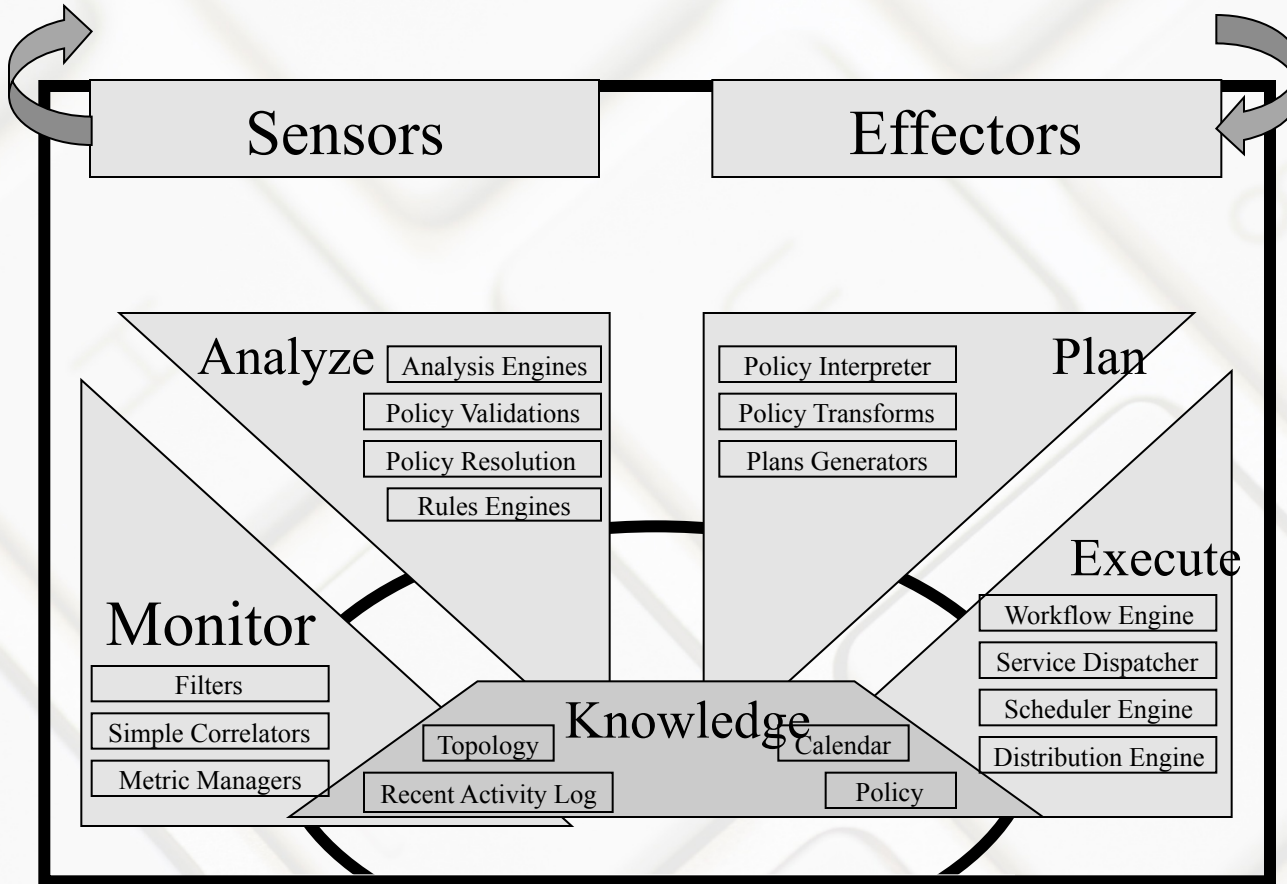 Sensors
Effectors
Analyze
Analysis Engines
Policy Validations
Policy Resolution
Rules Engines
Plan
Policy Interpreter
Policy Transforms
Plans Generators
Monitor
Filters
Simple Correlators
Metric Managers
Execute
Workflow Engine
Service Dispatcher
Scheduler Engine
Distribution Engine
Knowledge
Topology
Calendar
Recent Activity Log
Policy